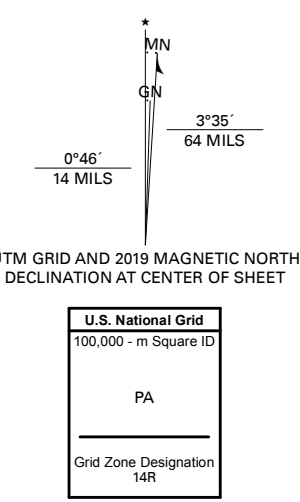 ★
MN
GN
3°35´
64 MILS
0°46´
14 MILS
UTM GRID AND 2019 MAGNETIC NORTH
DECLINATION AT CENTER OF SHEET
U.S. National Grid
100,000 - m Square ID
PA
Grid Zone Designation
14R